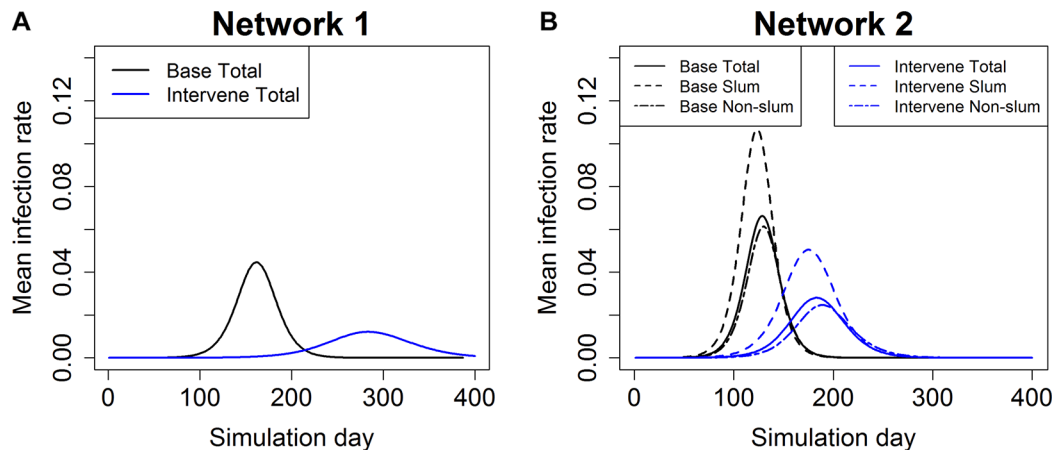 A
Network 1
Base Total
Intervene Total
Mean infection rate
0.00
0.04
0.08
0.12
0
100
200
300
400
Simulation day
B
Network 2
Base Total
Base Slum
Base Non-slum
Intervene Total
Intervene Slum
Intervene Non-slum
Mean infection rate
0.00
0.04
0.08
0.12
0
100
200
300
400
Simulation day